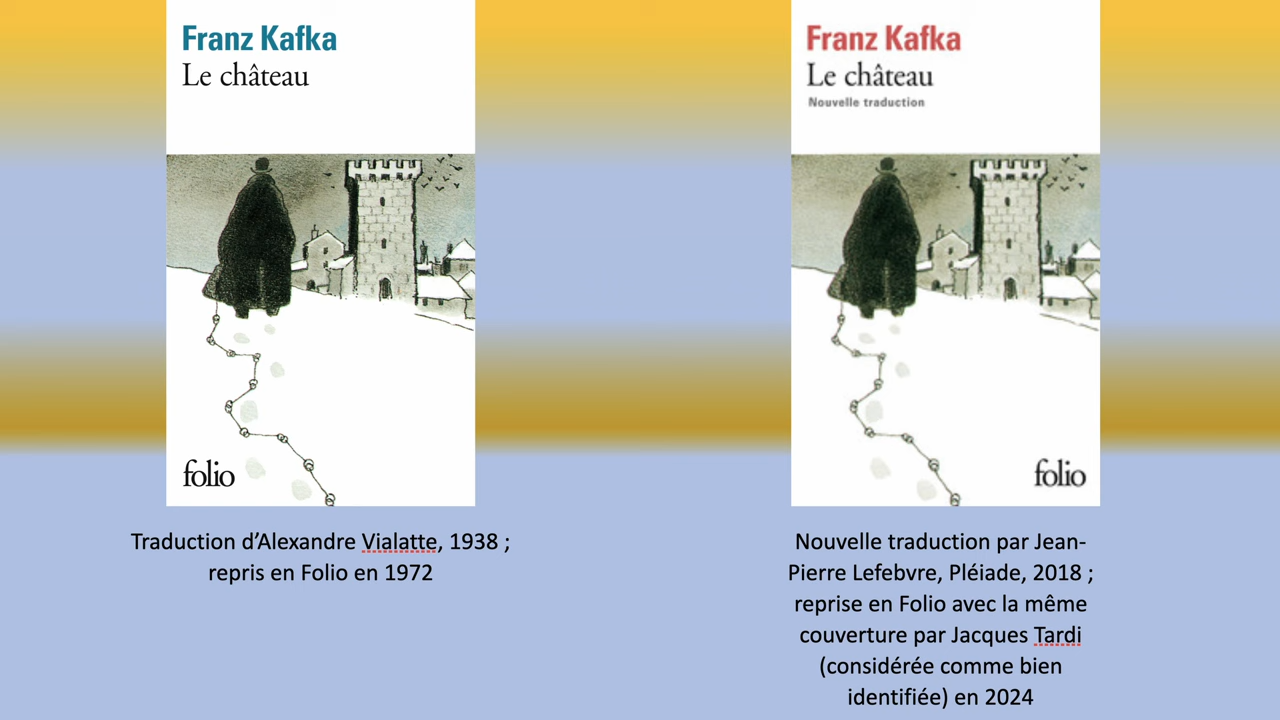 Franz Kafka
Le château
folio
Traduction d’Alexandre Vialatte, 1938 ;
repris en Folio en 1972
Franz Kafka
Le château
Nouvelle traduction
folio
Nouvelle traduction par Jean-
Pierre Lefebvre, Pléiade, 2018 ;
reprise en Folio avec la même
couverture par Jacques Tardi
(considérée comme bien
identifiée) en 2024